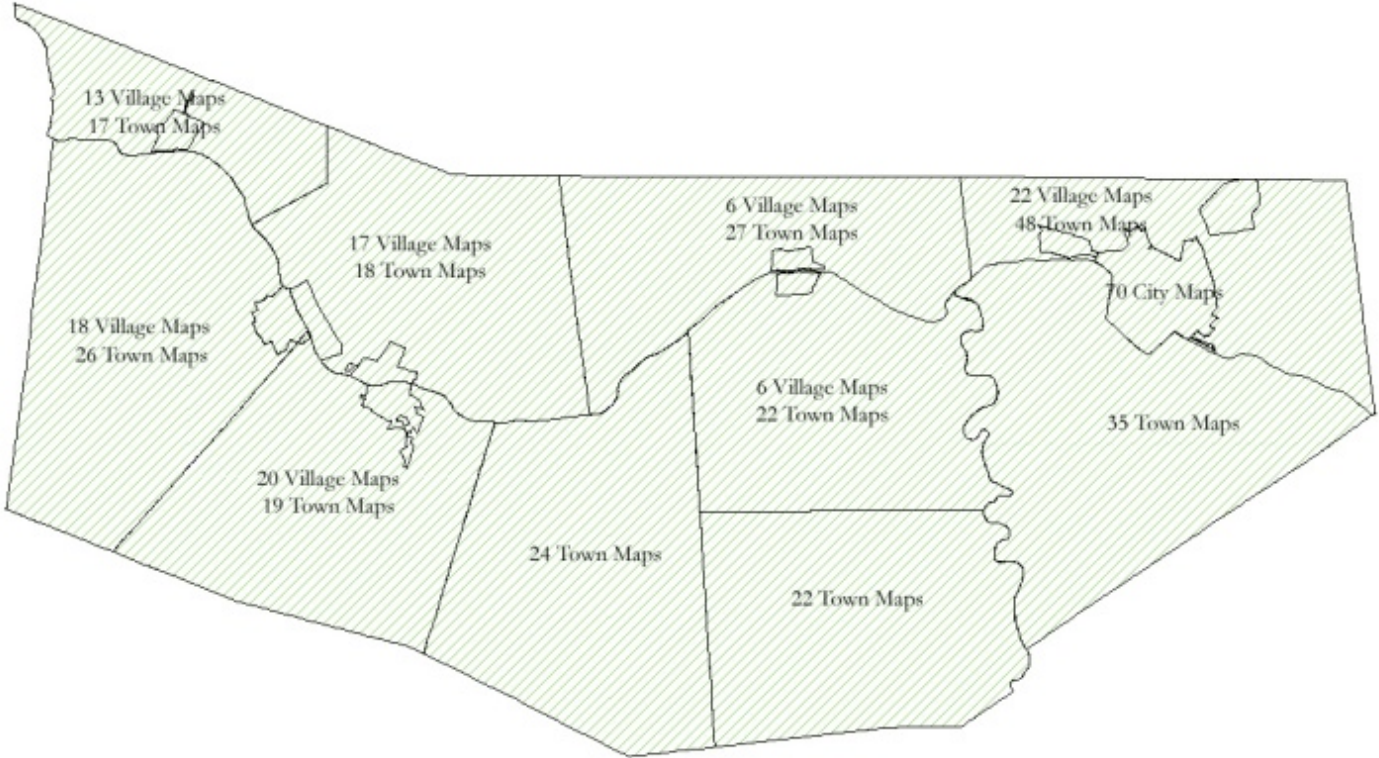 13 Village Maps
17 Town Maps
22 Village Maps
48 Town Maps
6 Village Maps
27 Town Maps
17 Village Maps
18 Town Maps
70 City Maps
18 Village Maps
26 Town Maps
6 Village Maps
22 Town Maps
35 Town Maps
20 Village Maps
19 Town Maps
24 Town Maps
22 Town Maps